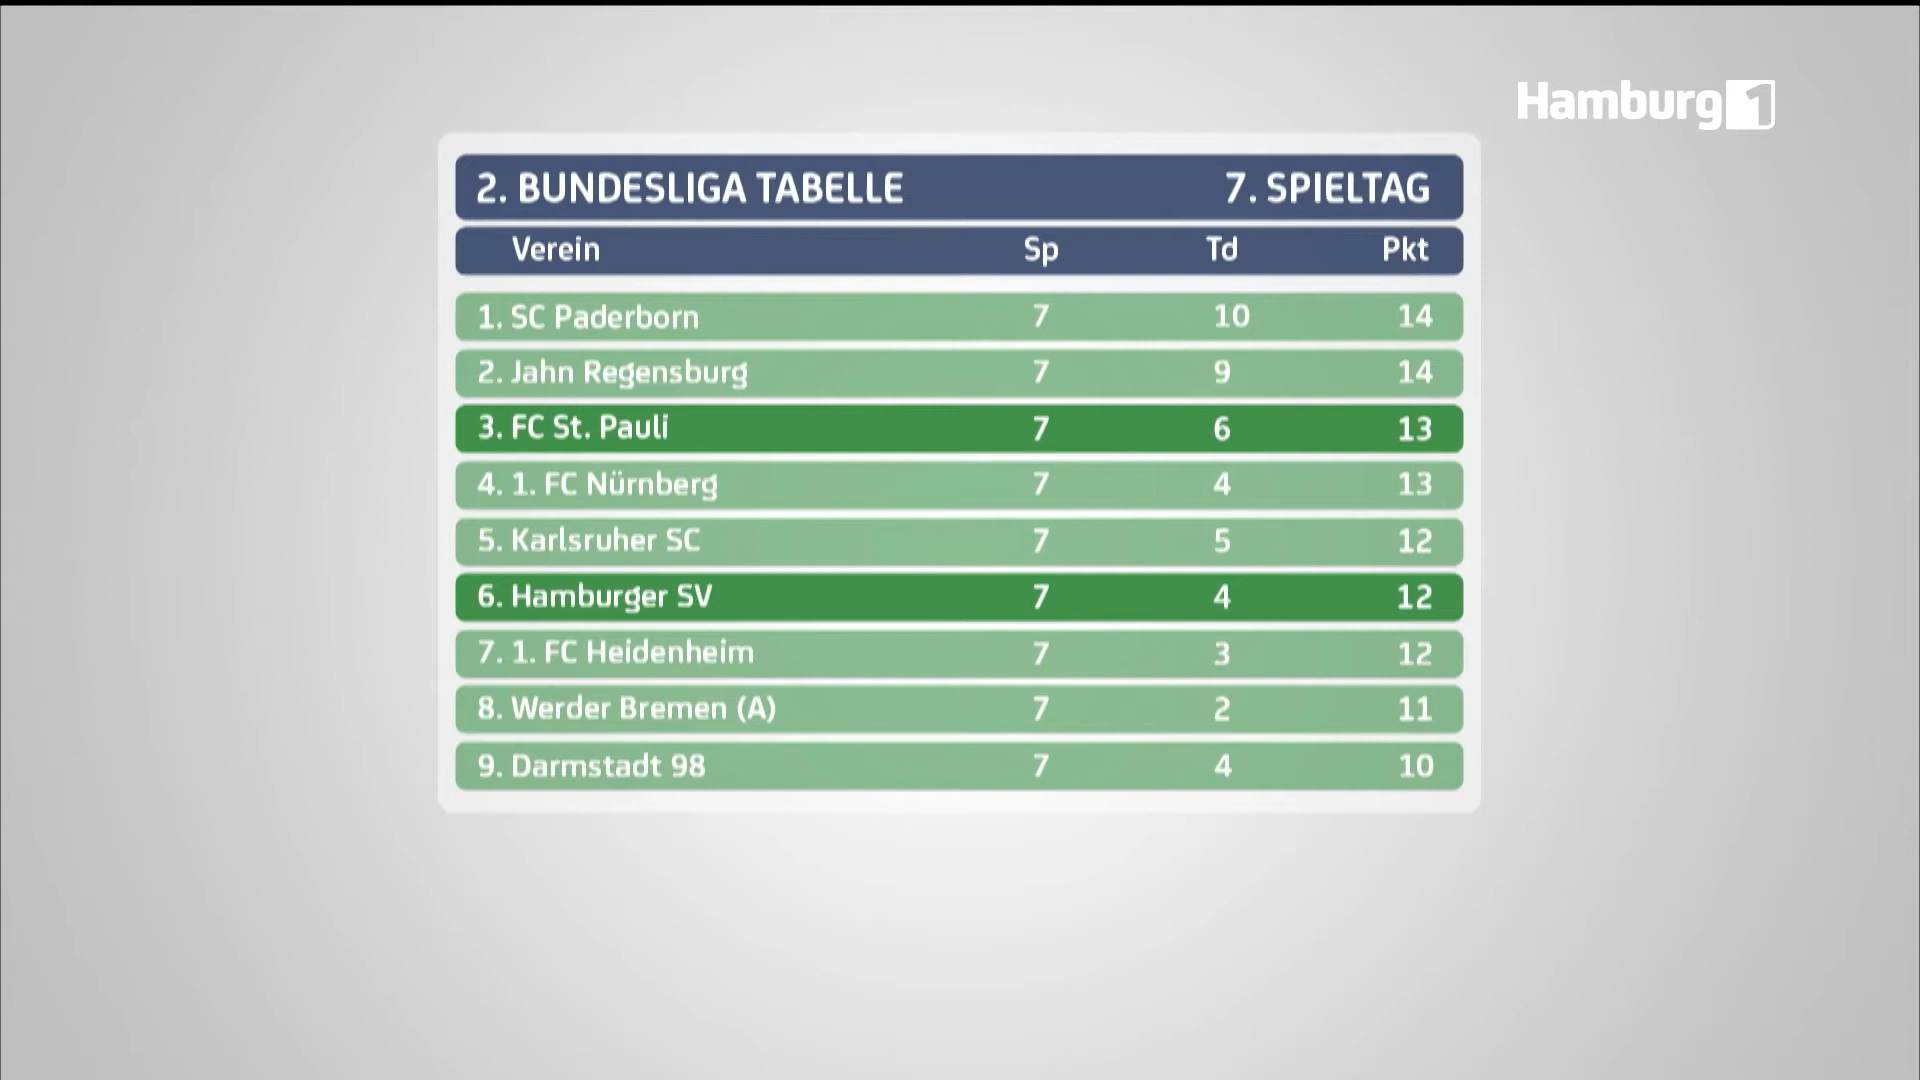 Hamburg 1
2. BUNDESLIGA TABELLE 7. SPIELTAG
Verein Sp Td Pkt
1. SC Paderborn 7 10 14
2. Jahn Regensburg 7 9 14
3. FC St. Pauli 7 6 13
4. 1. FC Nürnberg 7 4 13
5. Karlsruher SC 7 5 12
6. Hamburger SV 7 4 12
7. 1. FC Heidenheim 7 3 12
8. Werder Bremen (A) 7 2 11
9. Darmstadt 98 7 4 10